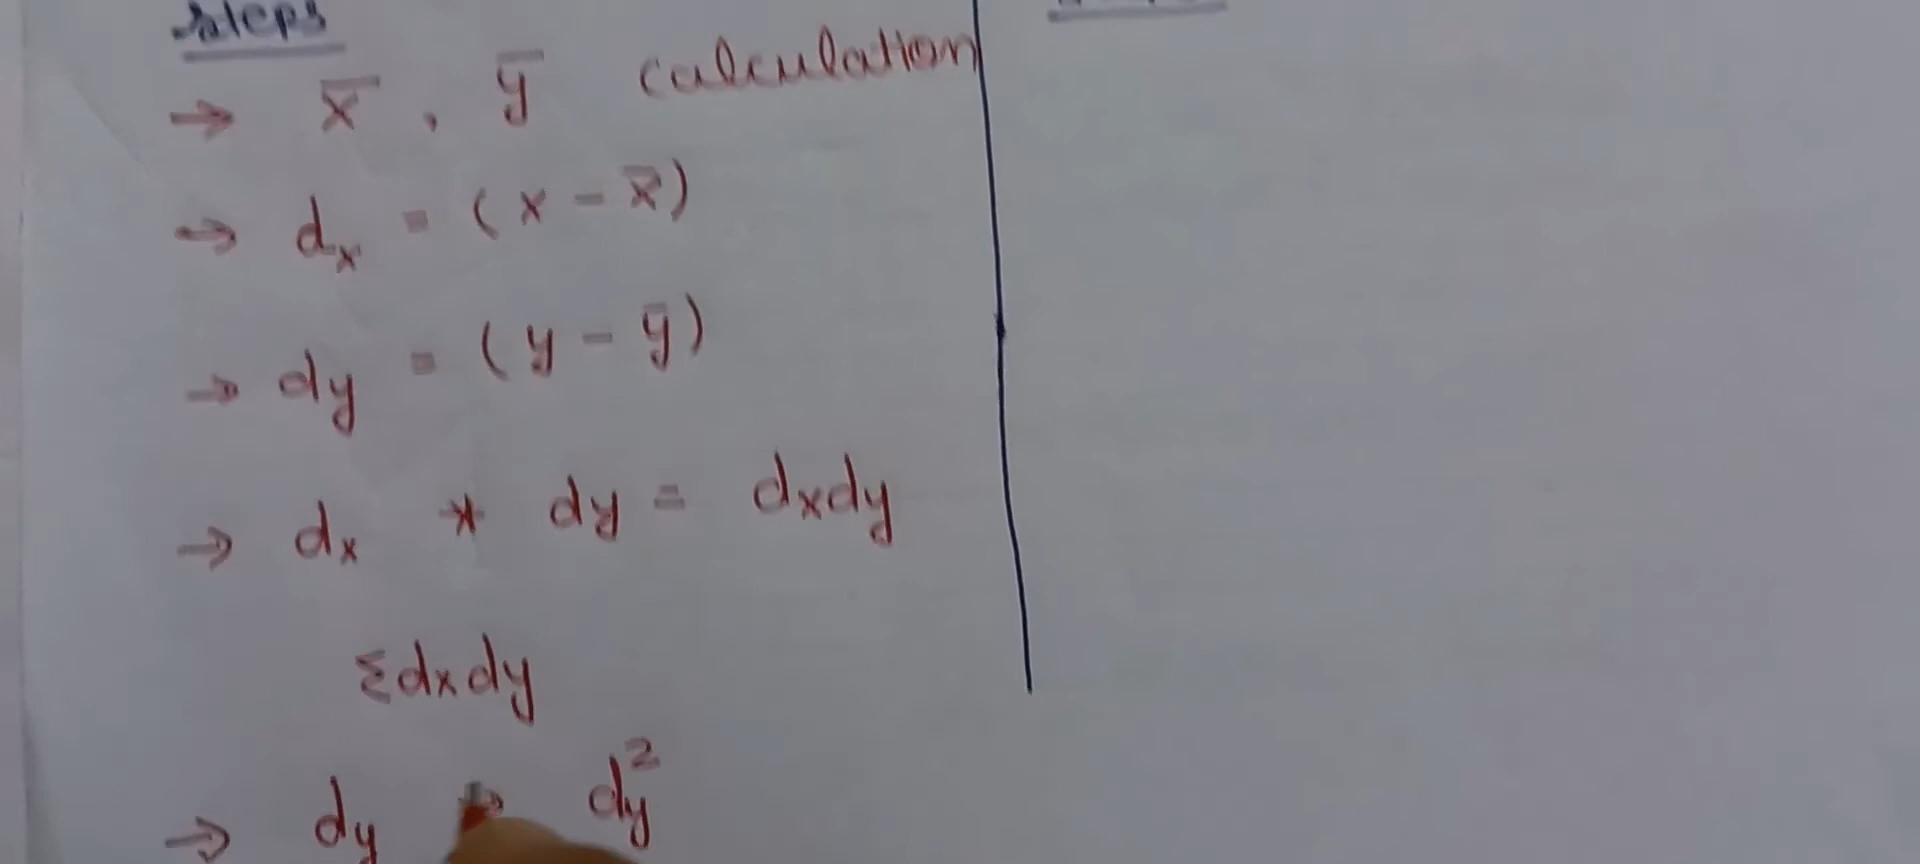 Steps
→ x̅ , y̅ calculation
→ dx = (x - x̅)
→ dy = (y - y̅)
→ dx * dy = dxdy
Σdxdy
→ dy → dy²